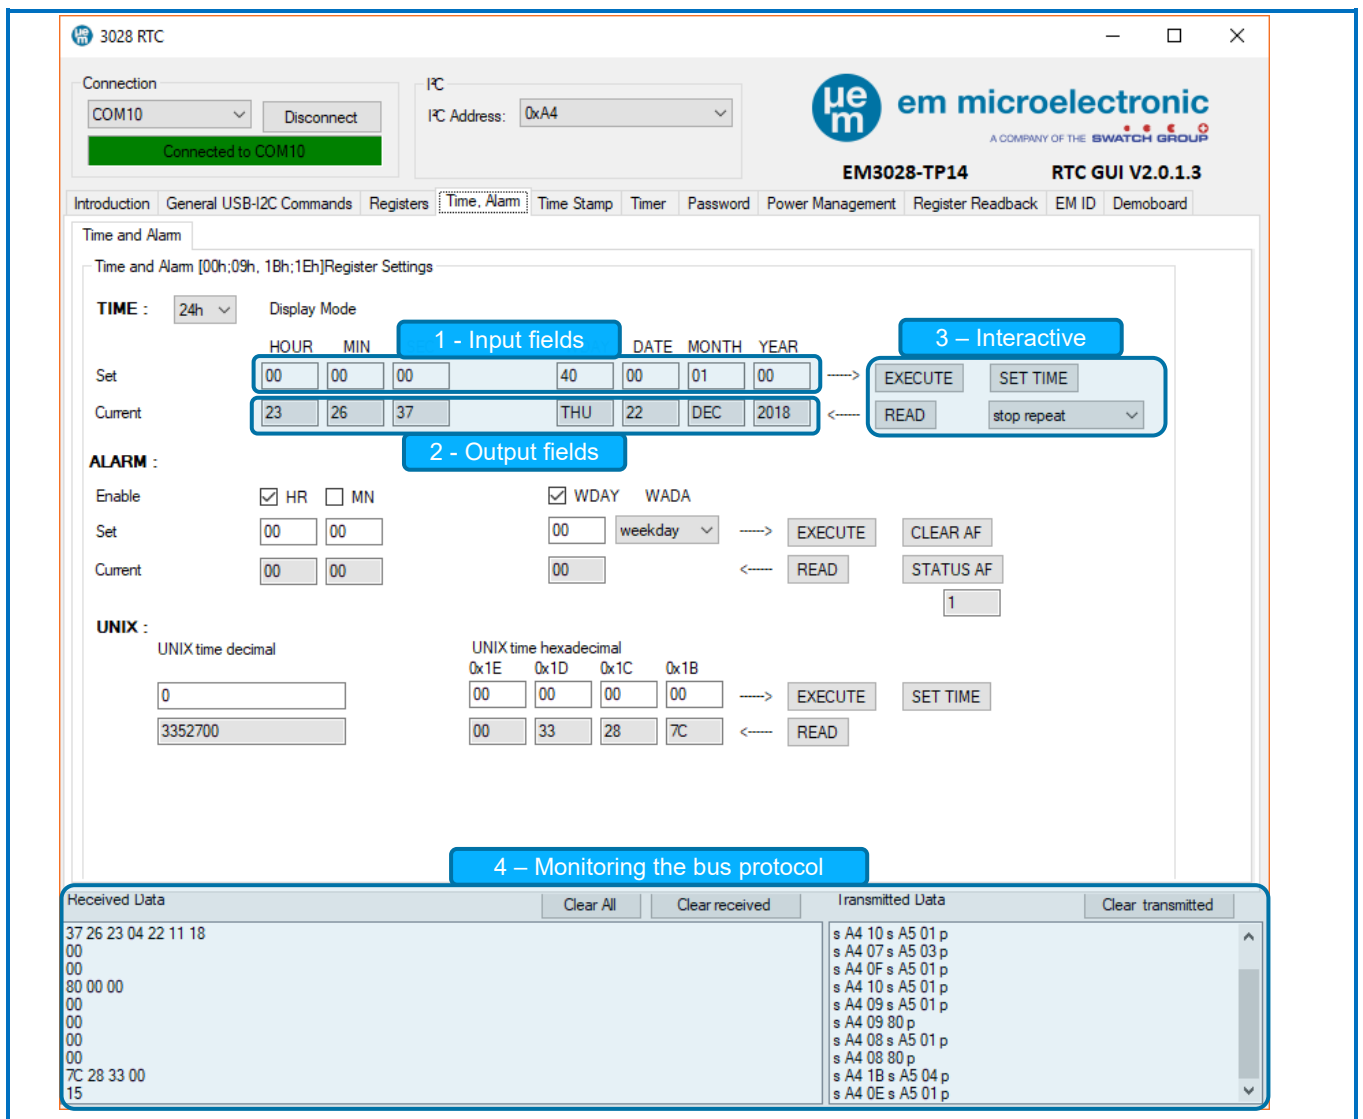 3028 RTC
Connection
COM10
Disconnect
Connected to COM10
I²C
I²C Address:
0xA4
μe
m
em microelectronic
A COMPANY OF THE SWATCH GROUP
EM3028-TP14
RTC GUI V2.0.1.3
Introduction General USB-I2C Commands Registers Time, Alarm Time Stamp Timer Password Power Management Register Readback EM ID Demoboard
Time and Alarm
Time and Alarm [00h;09h, 1Bh;1Eh]Register Settings
TIME : 24h Display Mode
1 - Input fields
3 – Interactive
HOUR MIN DATE MONTH YEAR
Set 00 00 00 40 00 01 00 -----> EXECUTE SET TIME
Current 23 26 37 THU 22 DEC 2018 <----- READ stop repeat
2 - Output fields
ALARM :
Enable HR MN WDAY WADA
Set 00 00 00 weekday -----> EXECUTE CLEAR AF
Current 00 00 00 <----- READ STATUS AF
1
UNIX :
UNIX time decimal UNIX time hexadecimal
0x1E 0x1D 0x1C 0x1B
0 00 00 00 00 -----> EXECUTE SET TIME
3352700 00 33 28 7C <----- READ
4 – Monitoring the bus protocol
Received Data Clear All Clear received
37 26 23 04 22 11 18
00
00
80 00 00
00
00
00
00
7C 28 33 00
15
Transmitted Data Clear transmitted
s A4 10 s A5 01 p
s A4 07 s A5 03 p
s A4 0F s A5 01 p
s A4 10 s A5 01 p
s A4 09 s A5 01 p
s A4 09 80 p
s A4 08 s A5 01 p
s A4 08 80 p
s A4 1B s A5 04 p
s A4 0E s A5 01 p